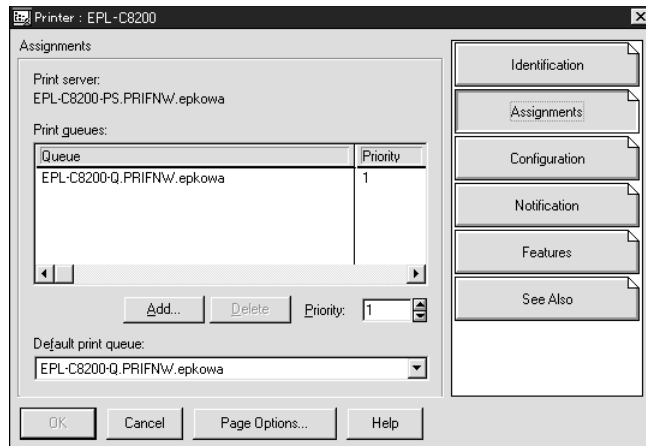 Printer : EPL-C8200
Assignments
Print server:
EPL-C8200-PS.PRIFNW.epkowa
Print queues:
Queue Priority
EPL-C8200-Q.PRIFNW.epkowa 1
Add... Delete Priority: 1
Default print queue:
EPL-C8200-Q.PRIFNW.epkowa
OK Cancel Page Options... Help
Identification
Assignments
Configuration
Notification
Features
See Also